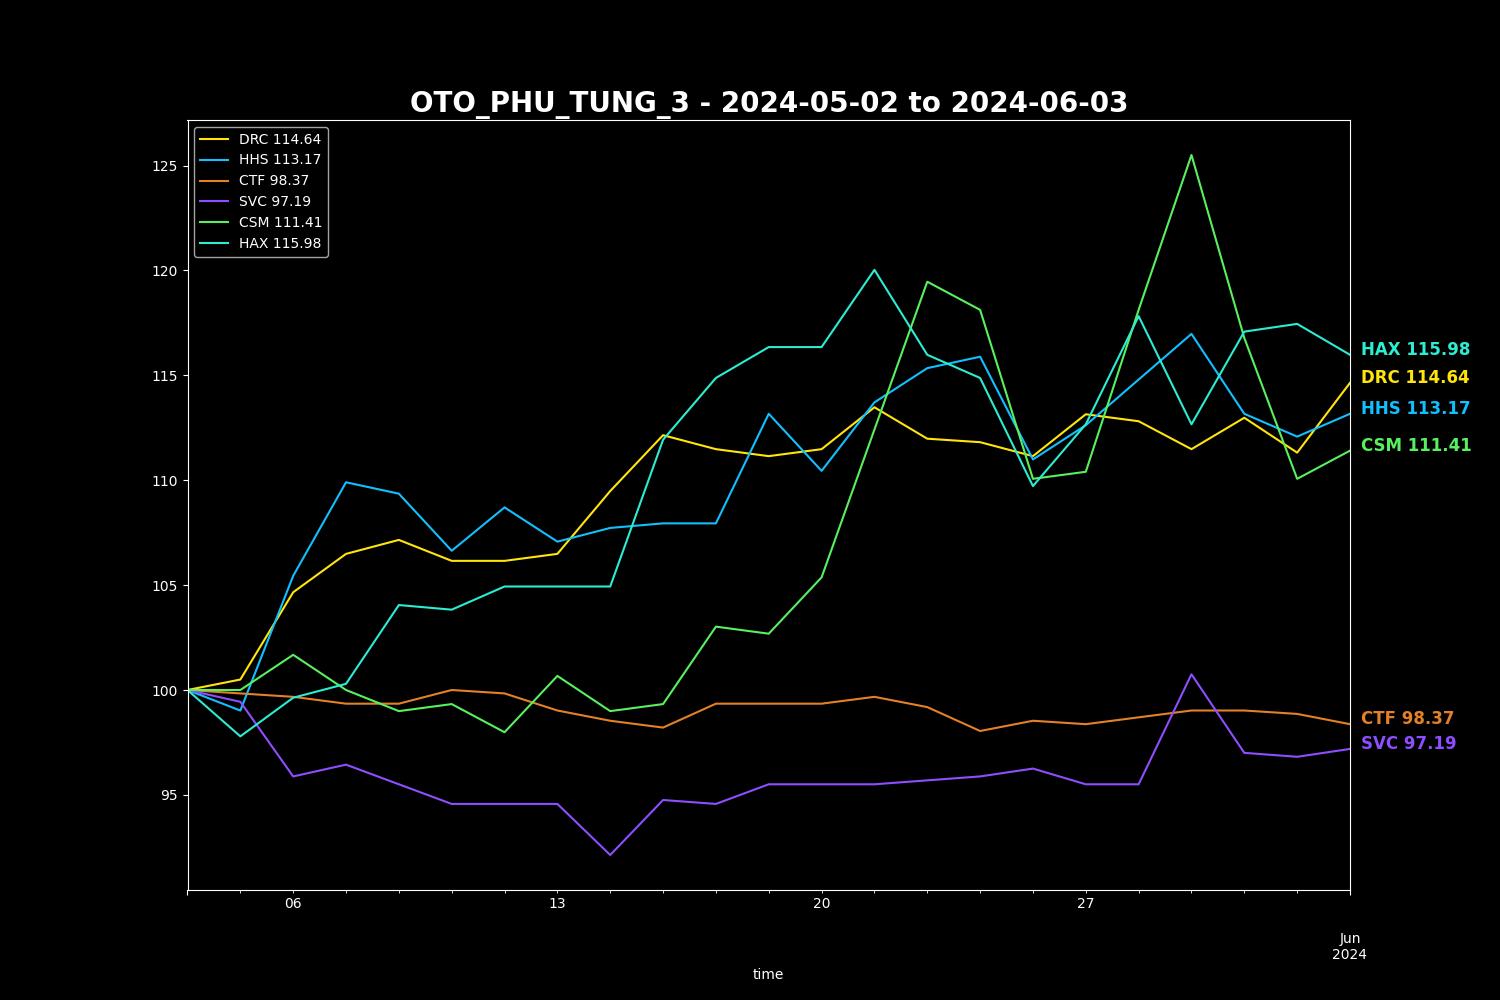 OTO_PHU_TUNG_3 - 2024-05-02 to 2024-06-03
DRC 114.64
HHS 113.17
CTF 98.37
SVC 97.19
CSM 111.41
HAX 115.98
125
120
115
110
105
100
95
HAX 115.98
DRC 114.64
HHS 113.17
CSM 111.41
CTF 98.37
SVC 97.19
06 13 20 27
Jun
2024
time